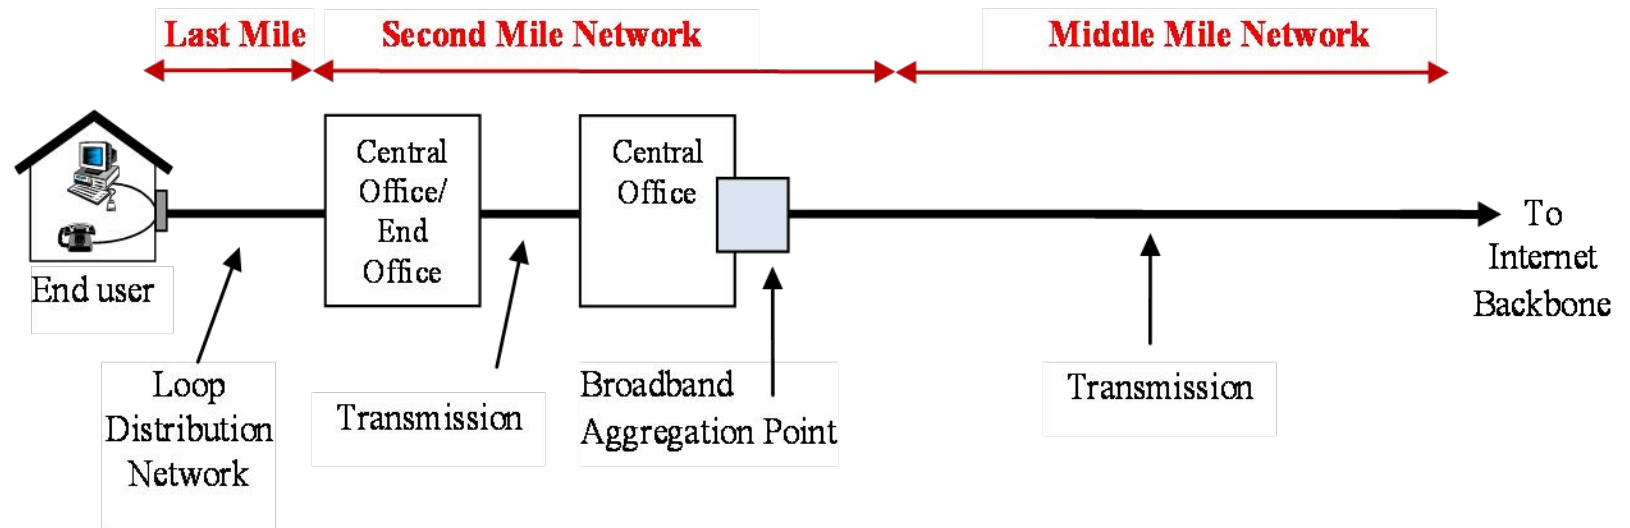 Last Mile
Second Mile Network
Middle Mile Network
Central
Office/
End
Office
Central
Office
To
Internet
Backbone
End user
Loop
Distribution
Network
Transmission
Broadband
Aggregation Point
Transmission